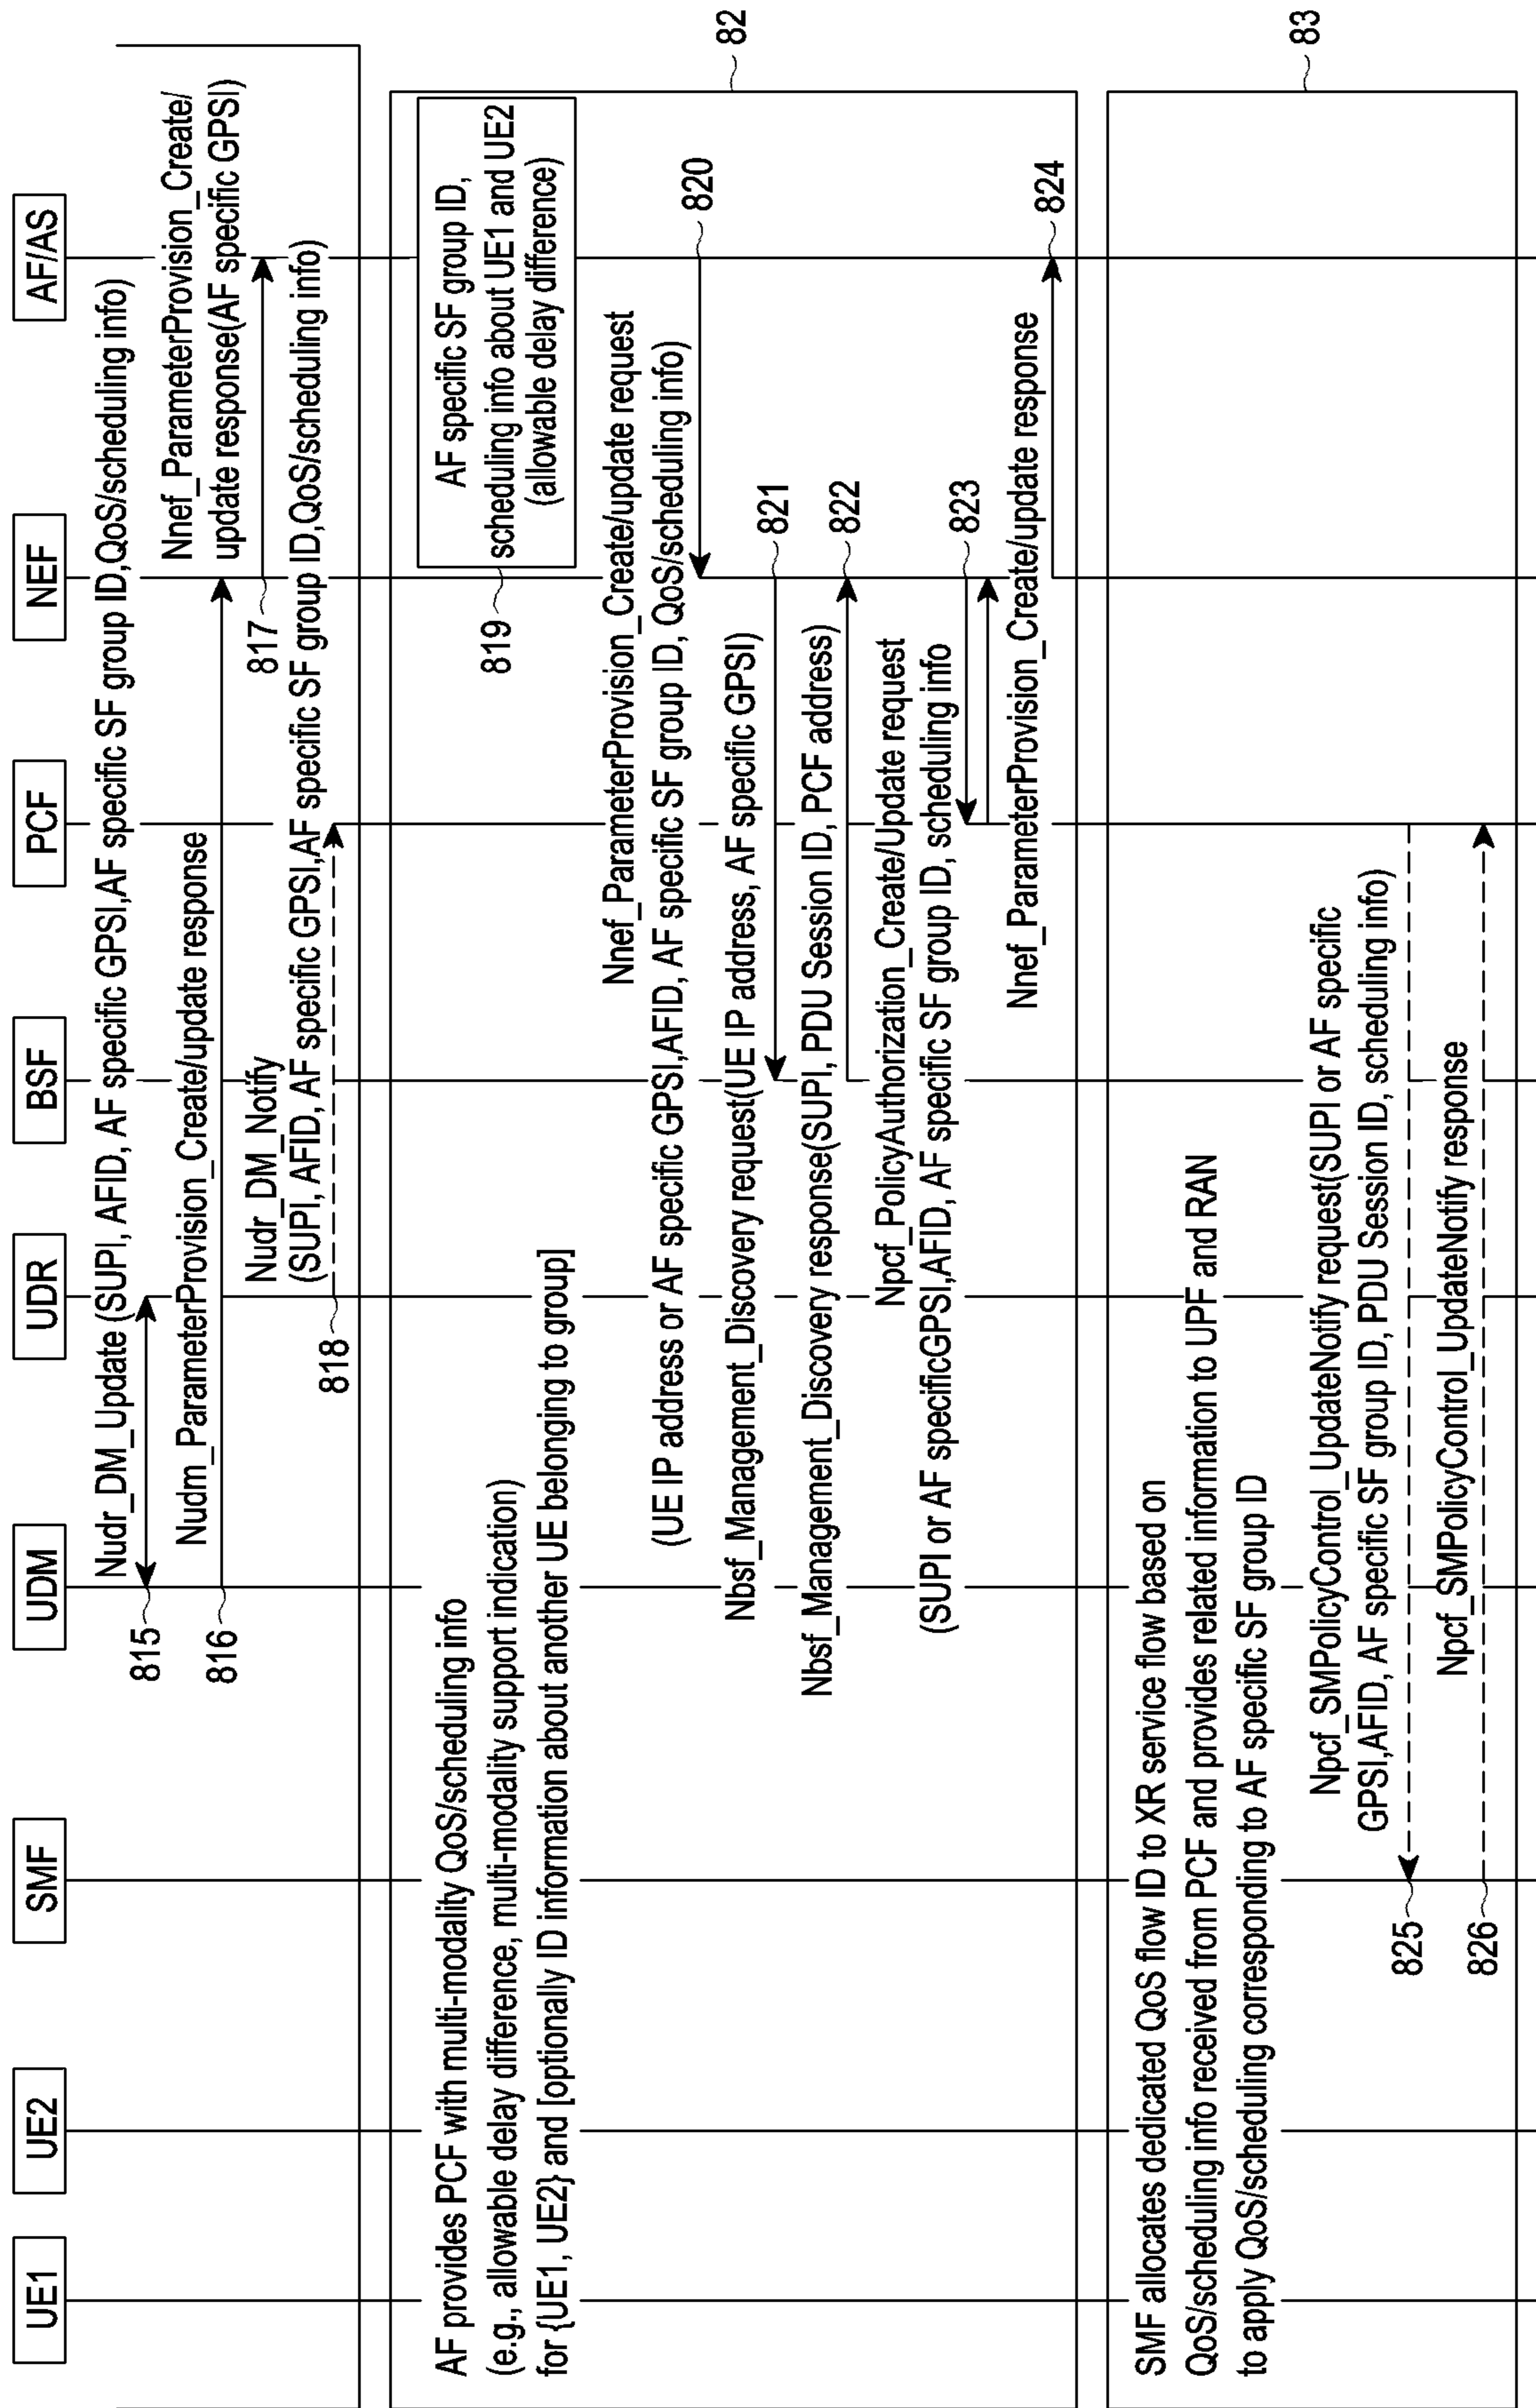 UE1
UE2
SMF
UDM
UDR
BSF
PCF
NEF
AF/AS
Nudr_DM_Update (SUPI, AFID, AF specific GPSI,AF specific SF group ID,QoS/scheduling info)
815
Nudm_ParameterProvision_Create/update response
816
Nnef_ParameterProvision_Create/
update response(AF specific GPSI)
817
Nudr_DM_Notify
(SUPI, AFID, AF specific GPSI,AF specific SF group ID,QoS/scheduling info)
818
82
AF provides PCF with multi-modality QoS/scheduling info
(e.g., allowable delay difference, multi-modality support indication)
for {UE1, UE2} and [optionally ID information about another UE belonging to group]
AF specific SF group ID,
scheduling info about UE1 and UE2
(allowable delay difference)
819
Nnef_ParameterProvision_Create/update request
(UE IP address or AF specific GPSI,AFID, AF specific SF group ID, QoS/scheduling info)
820
Nbsf_Management_Discovery request(UE IP address, AF specific GPSI)
821
Nbsf_Management_Discovery response(SUPI, PDU Session ID, PCF address)
822
Npcf_PolicyAuthorization_Create/Update request
(SUPI or AF specificGPSI,AFID, AF specific SF group ID, scheduling info
823
Nnef_ParameterProvision_Create/update response
824
83
SMF allocates dedicated QoS flow ID to XR service flow based on
QoS/scheduling info received from PCF and provides related information to UPF and RAN
to apply QoS/scheduling corresponding to AF specific SF group ID
Npcf_SMPolicyControl_UpdateNotify request(SUPI or AF specific
GPSI,AFID, AF specific SF group ID, PDU Session ID, scheduling info)
825
Npcf_SMPolicyControl_UpdateNotify response
826